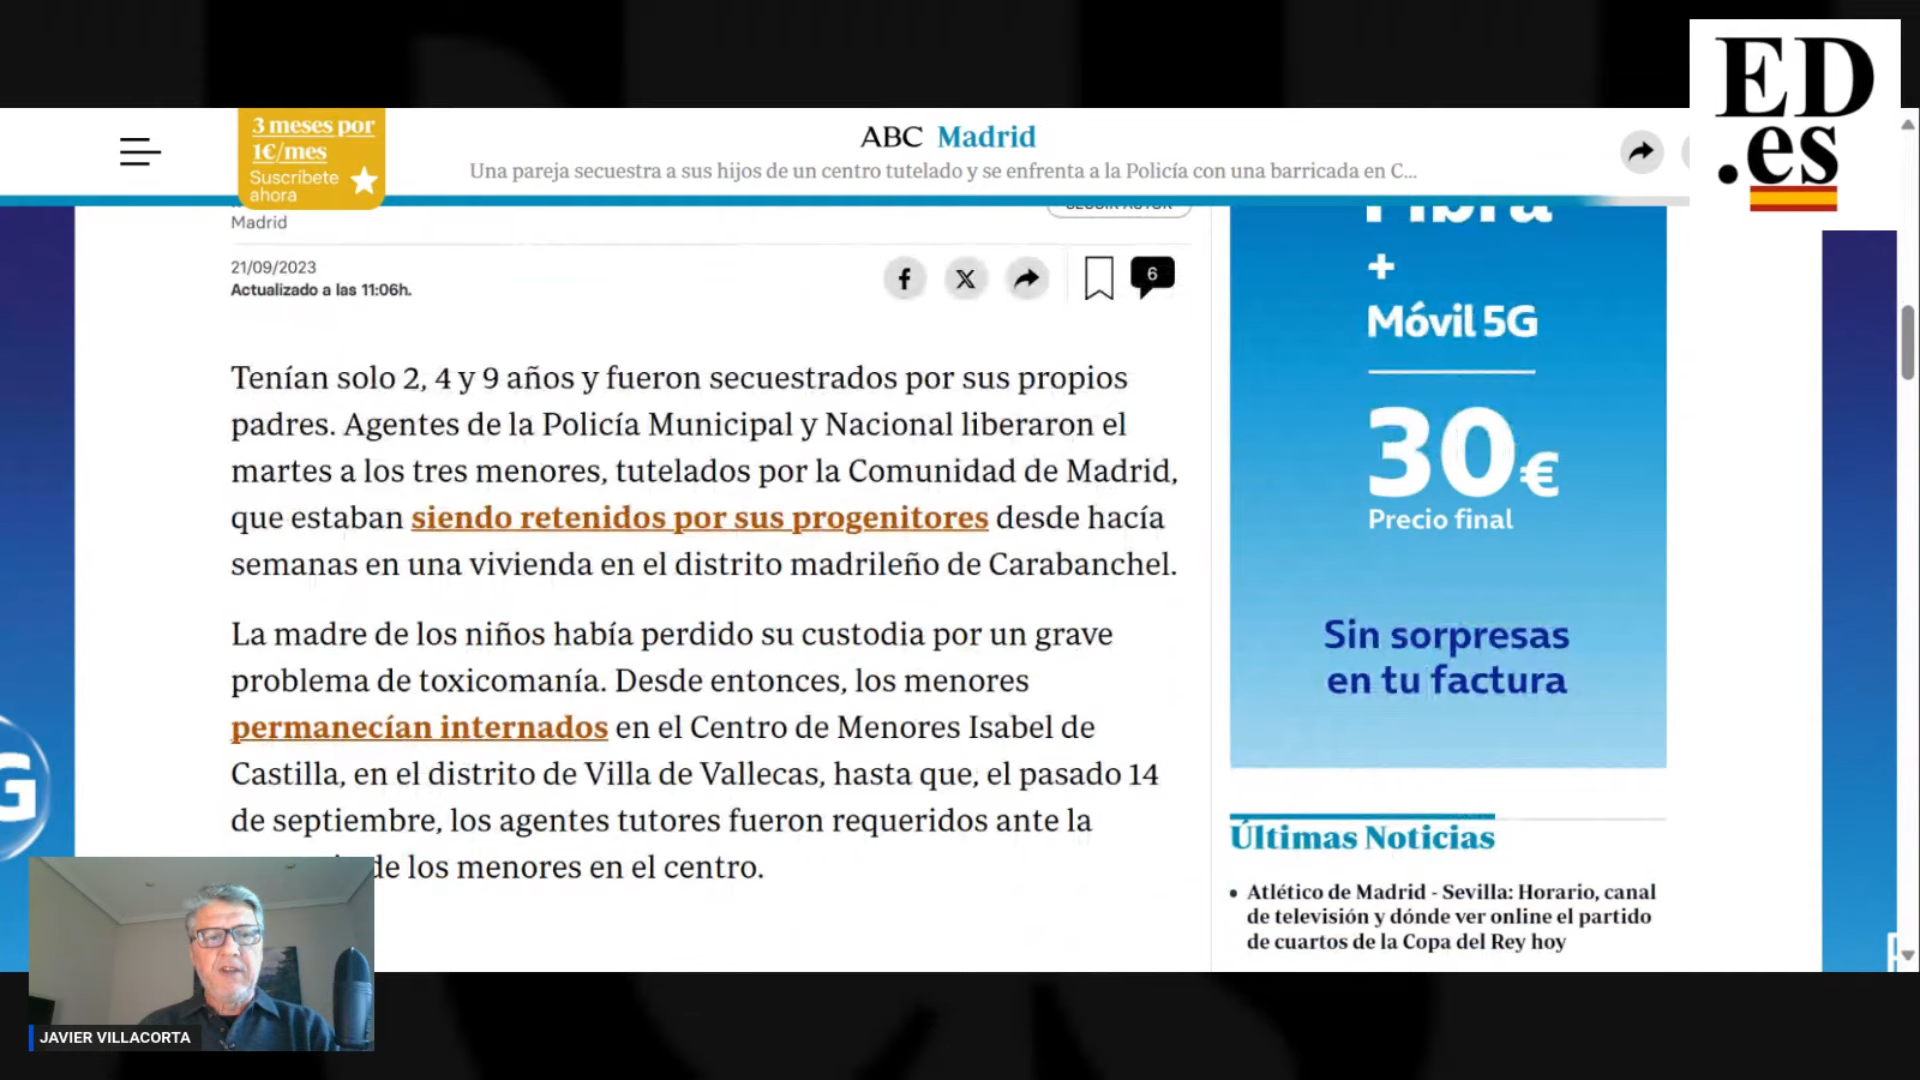 ED
.es
3 meses por
1€/mes
Suscríbete
ahora
ABC Madrid
Una pareja secuestra a sus hijos de un centro tutelado y se enfrenta a la Policía con una barricada en C...
Madrid
21/09/2023
Actualizado a las 11:06h.
6
Tenían solo 2, 4 y 9 años y fueron secuestrados por sus propios
padres. Agentes de la Policía Municipal y Nacional liberaron el
martes a los tres menores, tutelados por la Comunidad de Madrid,
que estaban siendo retenidos por sus progenitores desde hacía
semanas en una vivienda en el distrito madrileño de Carabanchel.
La madre de los niños había perdido su custodia por un grave
problema de toxicomanía. Desde entonces, los menores
permanecían internados en el Centro de Menores Isabel de
Castilla, en el distrito de Villa de Vallecas, hasta que, el pasado 14
de septiembre, los agentes tutores fueron requeridos ante la
de los menores en el centro.
Fibra
+
Móvil 5G
30€
Precio final
Sin sorpresas
en tu factura
Últimas Noticias
• Atlético de Madrid - Sevilla: Horario, canal
de televisión y dónde ver online el partido
de cuartos de la Copa del Rey hoy
G
JAVIER VILLACORTA